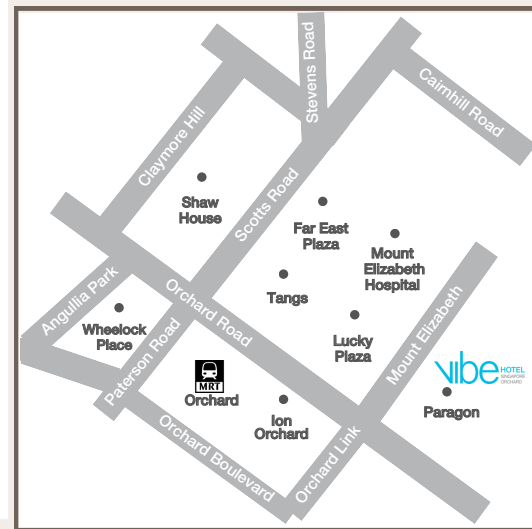 Stevens Road
Cairnhill Road
Claymore Hill
Scotts Road
Shaw
House
Far East
Plaza
Mount
Elizabeth
Hospital
Angullia Park
Orchard Road
Tangs
Wheelock
Place
Lucky
Plaza
Mount Elizabeth
Paterson Road
MRT
Orchard
Ion
Orchard
vibe HOTEL
SINGAPORE
ORCHARD
Paragon
Orchard Boulevard
Orchard Link